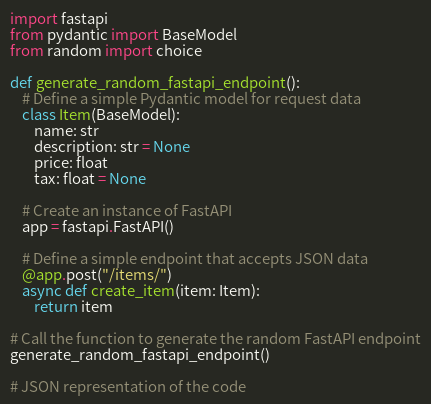 import fastapi
from pydantic import BaseModel
from random import choice

def generate_random_fastapi_endpoint():
    # Define a simple Pydantic model for request data
    class Item(BaseModel):
        name: str
        description: str = None
        price: float
        tax: float = None

    # Create an instance of FastAPI
    app = fastapi.FastAPI()

    # Define a simple endpoint that accepts JSON data
    @app.post("/items/")
    async def create_item(item: Item):
        return item

# Call the function to generate the random FastAPI endpoint
generate_random_fastapi_endpoint()

# JSON representation of the code